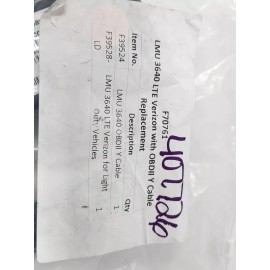 F70761
LMU 3640 LTE Verizon with OBDII Y Cable
Replacement
Item No. Description Qty
F39524 LMU 3640 OBDII Y Cable 1
F39528- LMU 3640 LTE Verizon for Light 1
LD Duty Vehicles